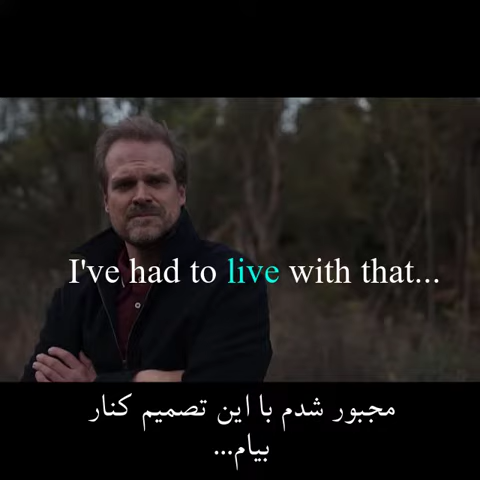 I've had to live with that...
مجبور شدم با این تصمیم کنار
بیام...